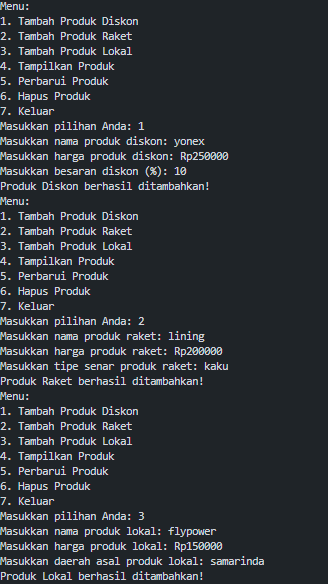 Menu:
1. Tambah Produk Diskon
2. Tambah Produk Raket
3. Tambah Produk Lokal
4. Tampilkan Produk
5. Perbarui Produk
6. Hapus Produk
7. Keluar
Masukkan pilihan Anda: 1
Masukkan nama produk diskon: yonex
Masukkan harga produk diskon: Rp250000
Masukkan besaran diskon (%): 10
Produk Diskon berhasil ditambahkan!
Menu:
1. Tambah Produk Diskon
2. Tambah Produk Raket
3. Tambah Produk Lokal
4. Tampilkan Produk
5. Perbarui Produk
6. Hapus Produk
7. Keluar
Masukkan pilihan Anda: 2
Masukkan nama produk raket: lining
Masukkan harga produk raket: Rp200000
Masukkan tipe senar produk raket: kaku
Produk Raket berhasil ditambahkan!
Menu:
1. Tambah Produk Diskon
2. Tambah Produk Raket
3. Tambah Produk Lokal
4. Tampilkan Produk
5. Perbarui Produk
6. Hapus Produk
7. Keluar
Masukkan pilihan Anda: 3
Masukkan nama produk lokal: flypower
Masukkan harga produk lokal: Rp150000
Masukkan daerah asal produk lokal: samarinda
Produk Lokal berhasil ditambahkan!